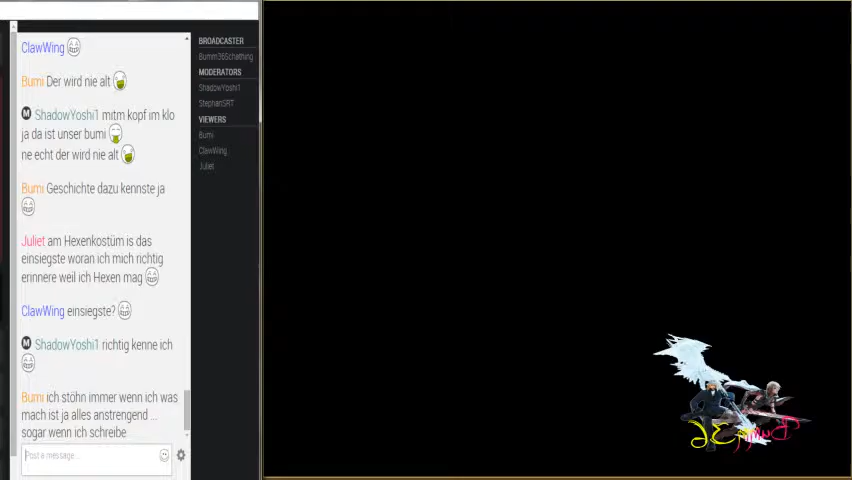 ClawWing
Bumi Der wird nie alt
M ShadowYoshi1 mitm kopf im klo
ja da ist unser bumi
ne echt der wird nie alt
Bumi Geschichte dazu kennste ja
Juliet am Hexenkostüm is das
einsiegste woran ich mich richtig
erinnere weil ich Hexen mag
ClawWing einsiegste?
M ShadowYoshi1 richtig kenne ich
Bumi ich stöhn immer wenn ich was
mach ist ja alles anstrengend ...
sogar wenn ich schreibe
Post a message...
BROADCASTER
MODERATORS
ShadowYoshi1
StephanSRT
VIEWERS
Bumi
ClawWing
Juliet